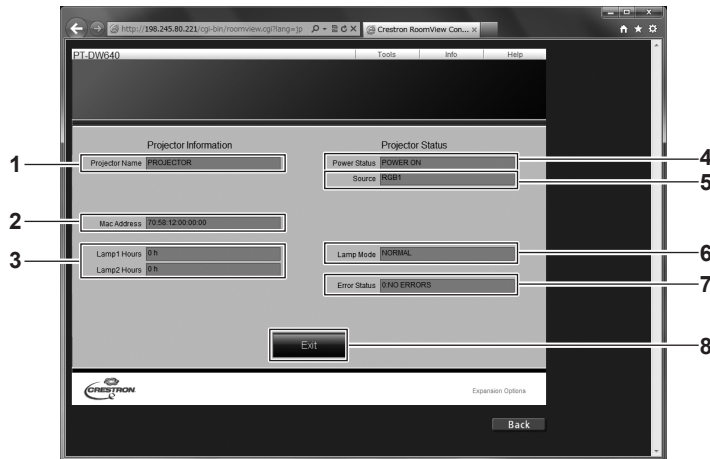 http://198.245.80.221/cgi-bin/roomview.cgi?lang=jp
Crestron RoomView Con... ×
PT-DW640
Tools Info Help
Projector Information
Projector Status
1
Projector Name PROJECTOR
Power Status POWER ON
4
Source RGB1
5
2
Mac Address 70:58:12:00:00:00
3
Lamp1 Hours 0 h
Lamp2 Hours 0 h
Lamp Mode NORMAL
6
Error Status 0:NO ERRORS
7
Exit
8
CRESTRON
Expansion Options
Back